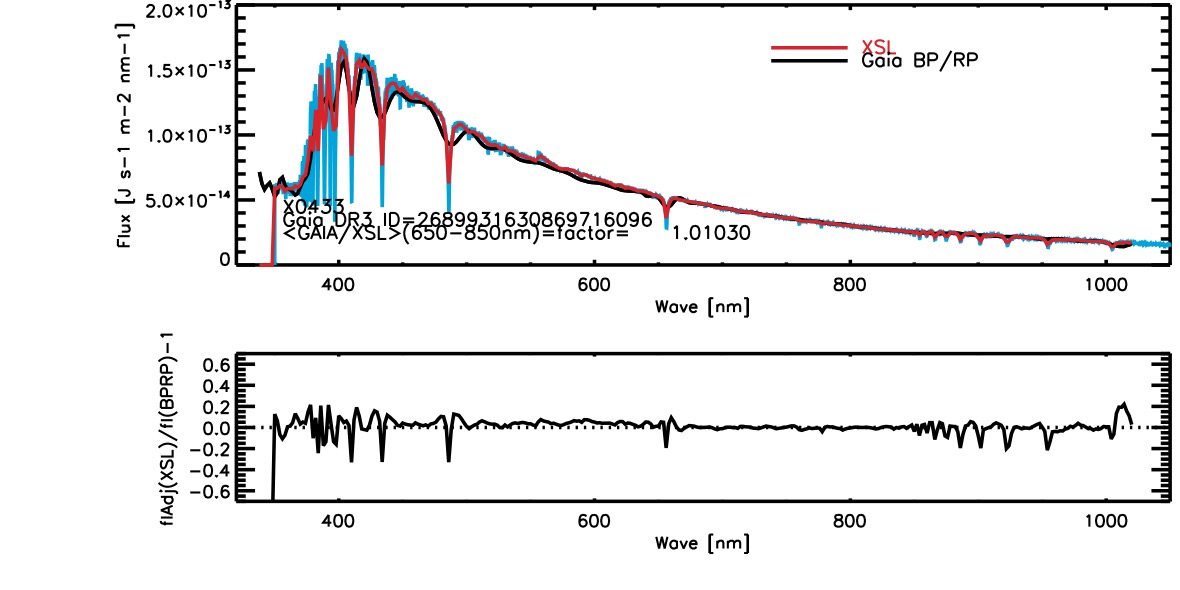 2.0×10−13
1.5×10−13
1.0×10−13
5.0×10−14
0
Flux [J s−1 m−2 nm−1]
XSL
Gaia BP/RP
X0433
Gaia DR3 ID=26899316308697​16096
<GAIA/XSL>(650−850nm)=factor= 1.01030
400 600 800 1000
Wave [nm]
flAdj(XSL)/fl(BPRP)−1
0.6
0.4
0.2
0.0
−0.2
−0.4
−0.6
400 600 800 1000
Wave [nm]